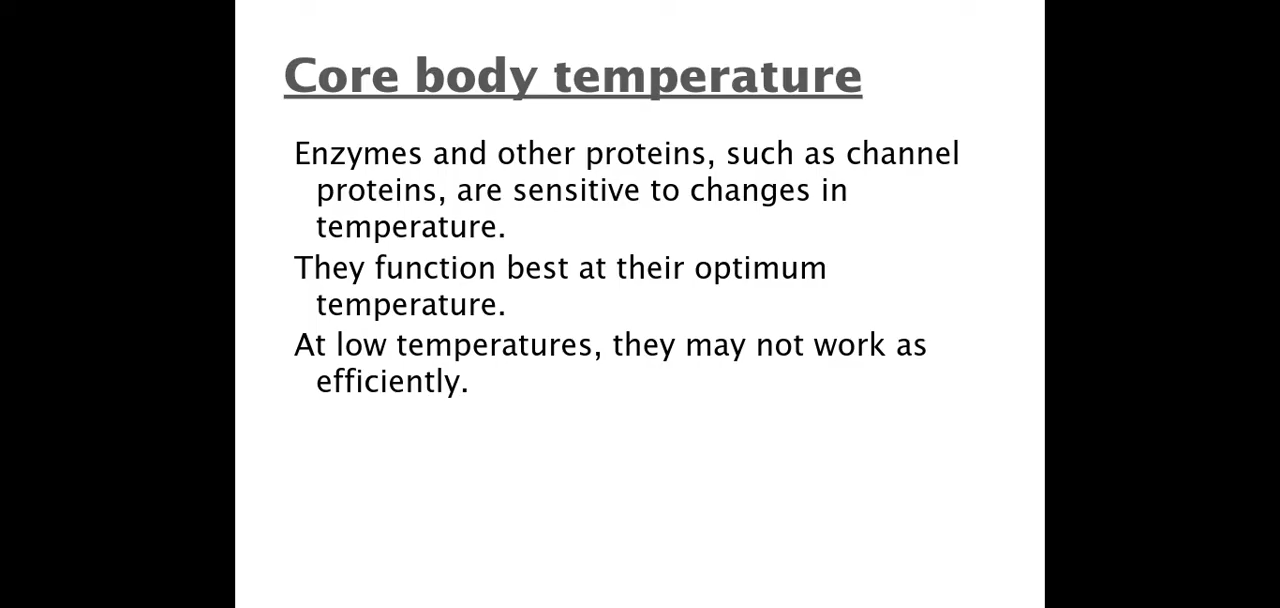 Core body temperature
Enzymes and other proteins, such as channel
proteins, are sensitive to changes in
temperature.
They function best at their optimum
temperature.
At low temperatures, they may not work as
efficiently.